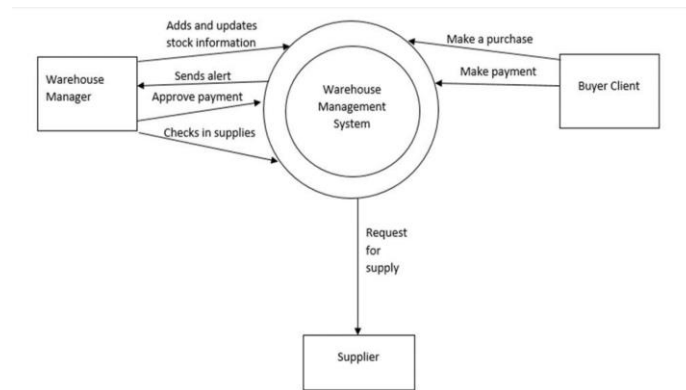 Adds and updates
stock information
Make a purchase
Sends alert
Make payment
Warehouse
Manager
Approve payment
Warehouse
Management
System
Buyer Client
Checks in supplies
Request
for
supply
Supplier